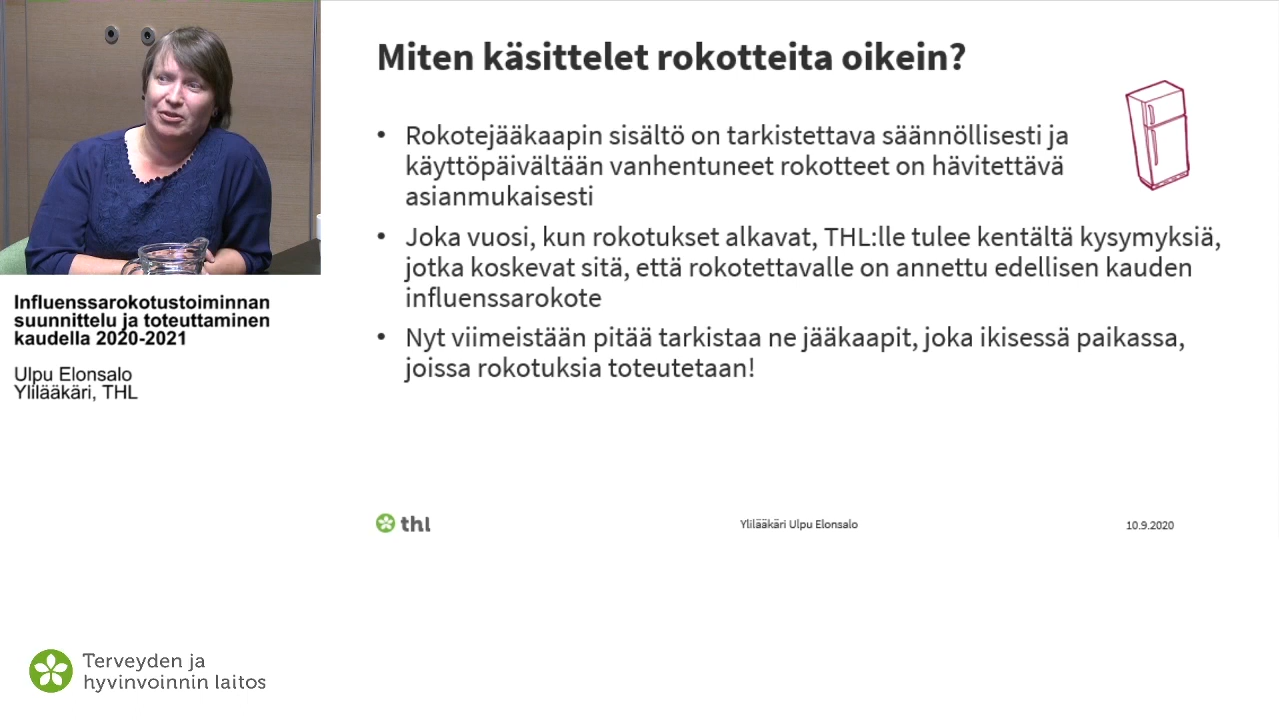 Miten käsittelet rokotteita oikein?
• Rokotejääkaapin sisältö on tarkistettava säännöllisesti ja
käyttöpäivältään vanhentuneet rokotteet on hävitettävä
asianmukaisesti
• Joka vuosi, kun rokotukset alkavat, THL:lle tulee kentältä kysymyksiä,
jotka koskevat sitä, että rokotettavalle on annettu edellisen kauden
influenssarokote
• Nyt viimeistään pitää tarkistaa ne jääkaapit, joka ikisessä paikassa,
joissa rokotuksia toteutetaan!
thl
Ylilääkäri Ulpu Elonsalo
10.9.2020
Influenssarokotustoiminnan
suunnittelu ja toteuttaminen
kaudella 2020-2021
Ulpu Elonsalo
Ylilääkäri, THL
Terveyden ja
hyvinvoinnin laitos